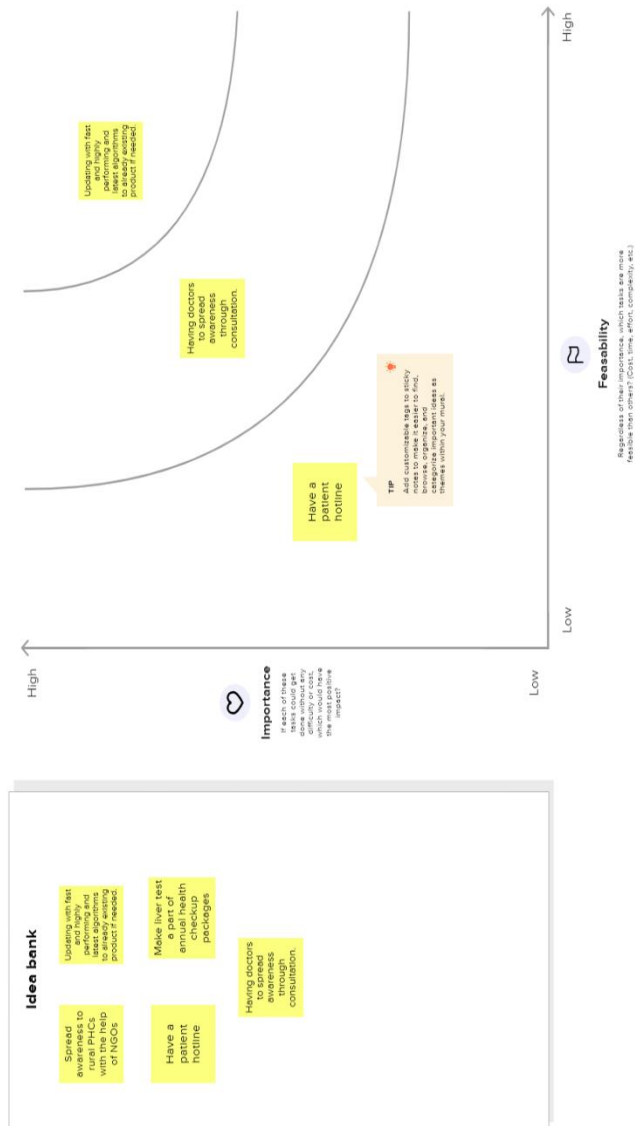 Idea bank
Spread
awareness to
rural PHCs
with the help
of NGOs
Updating with fast
and highly
performing and
latest algorithms
to already existing
product if needed.
Have a
patient
hotline
Make liver test
a part of
annual health
checkup
packages
Having doctors
to spread
awareness
through
consultation.
High
Importance
If each of these
tasks could get
done without any
difficulty or cost,
which would have
the most positive
impact?
Low
Updating with fast
and highly
performing and
latest algorithms
to already existing
product if needed.
Having doctors
to spread
awareness
through
consultation.
Have a
patient
hotline
TIP
Add customizable tags to sticky
notes to make it easier to find,
browse, organize, and
categorize important ideas as
themes within your mural.
Low
High
Feasability
Regardless of their importance, which tasks are more
feasible than others? (Cost, time, effort, complexity, etc.)